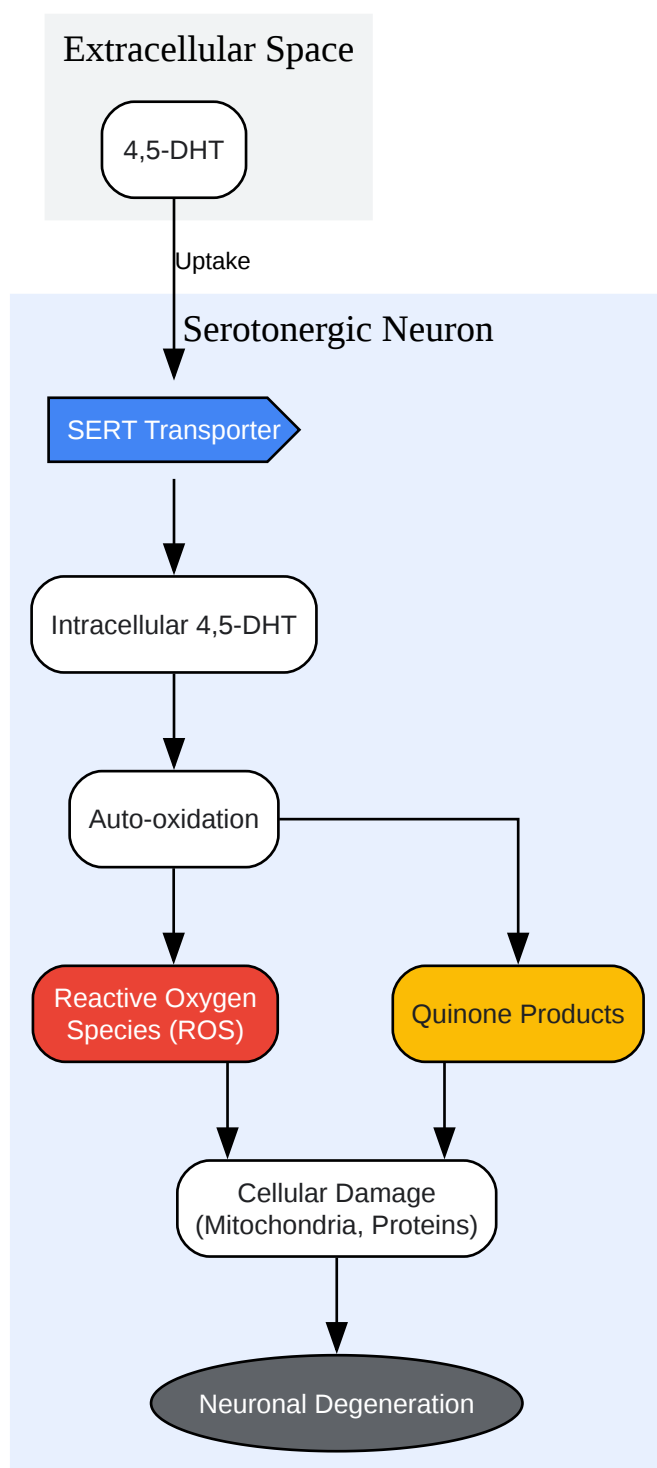 Extracellular Space
4,5-DHT
Uptake
Serotonergic Neuron
SERT Transporter
Intracellular 4,5-DHT
Auto-oxidation
Reactive Oxygen
Species (ROS)
Quinone Products
Cellular Damage
(Mitochondria, Proteins)
Neuronal Degeneration